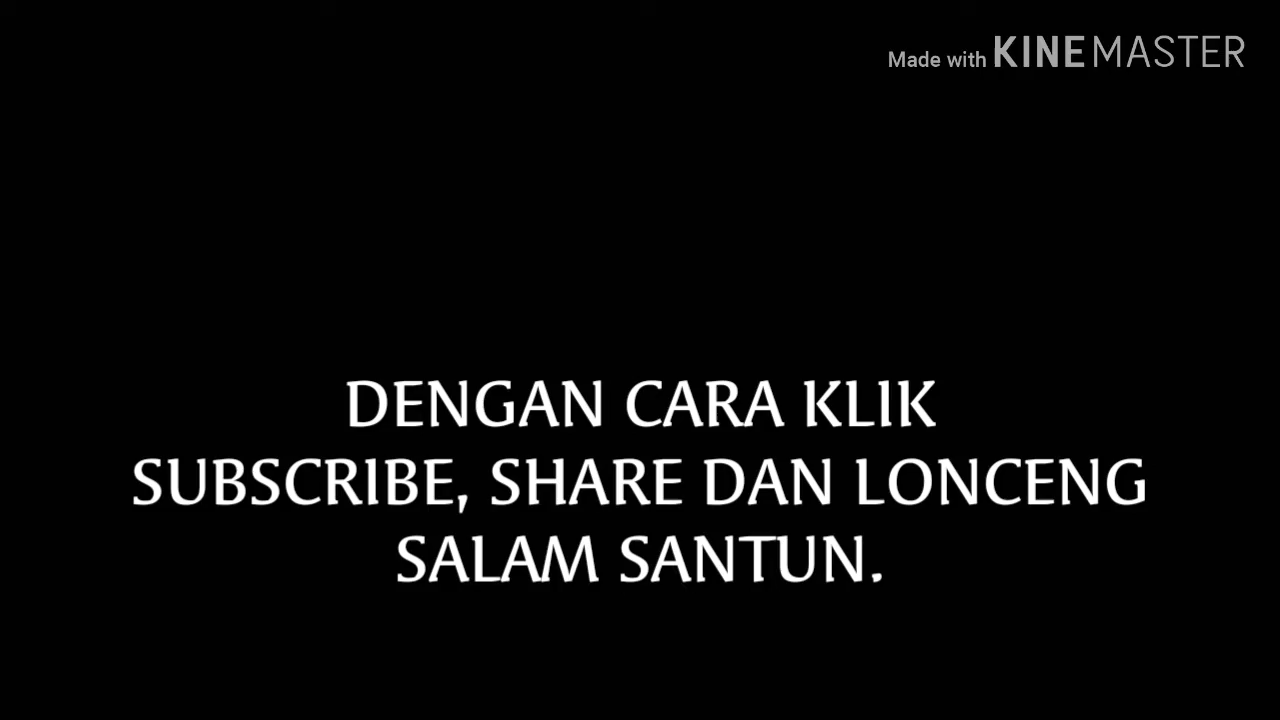 Made with KINEMASTER
DENGAN CARA KLIK
SUBSCRIBE, SHARE DAN LONCENG
SALAM SANTUN.